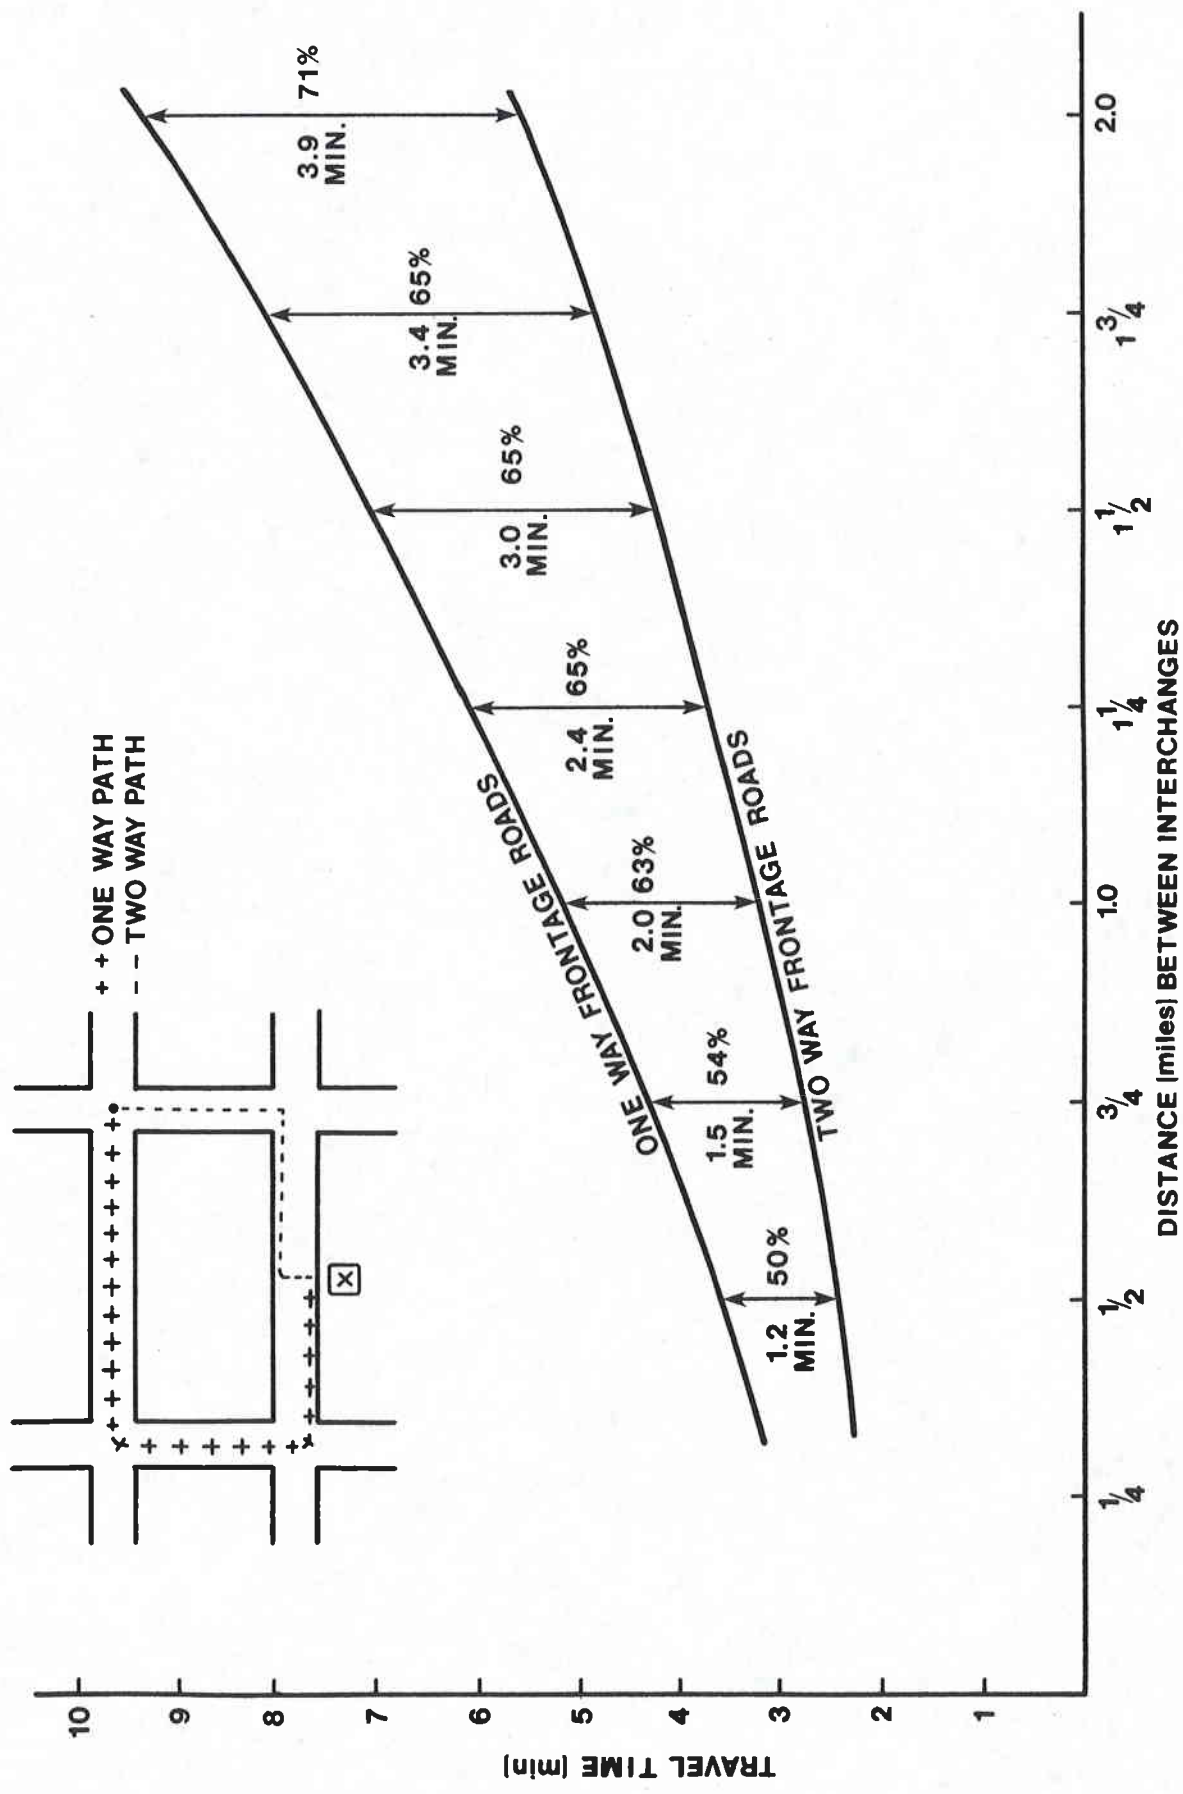 + + ONE WAY PATH
- - TWO WAY PATH
X
TRAVEL TIME (min)
10
9
8
7
6
5
4
3
2
1
ONE WAY FRONTAGE ROADS
TWO WAY FRONTAGE ROADS
1.2
MIN.
50%
1.5
MIN.
54%
2.0
MIN.
63%
2.4
MIN.
65%
3.0
MIN.
65%
3.4
MIN.
65%
3.9
MIN.
71%
1/4
1/2
3/4
1.0
1 1/4
1 1/2
1 3/4
2.0
DISTANCE (miles) BETWEEN INTERCHANGES